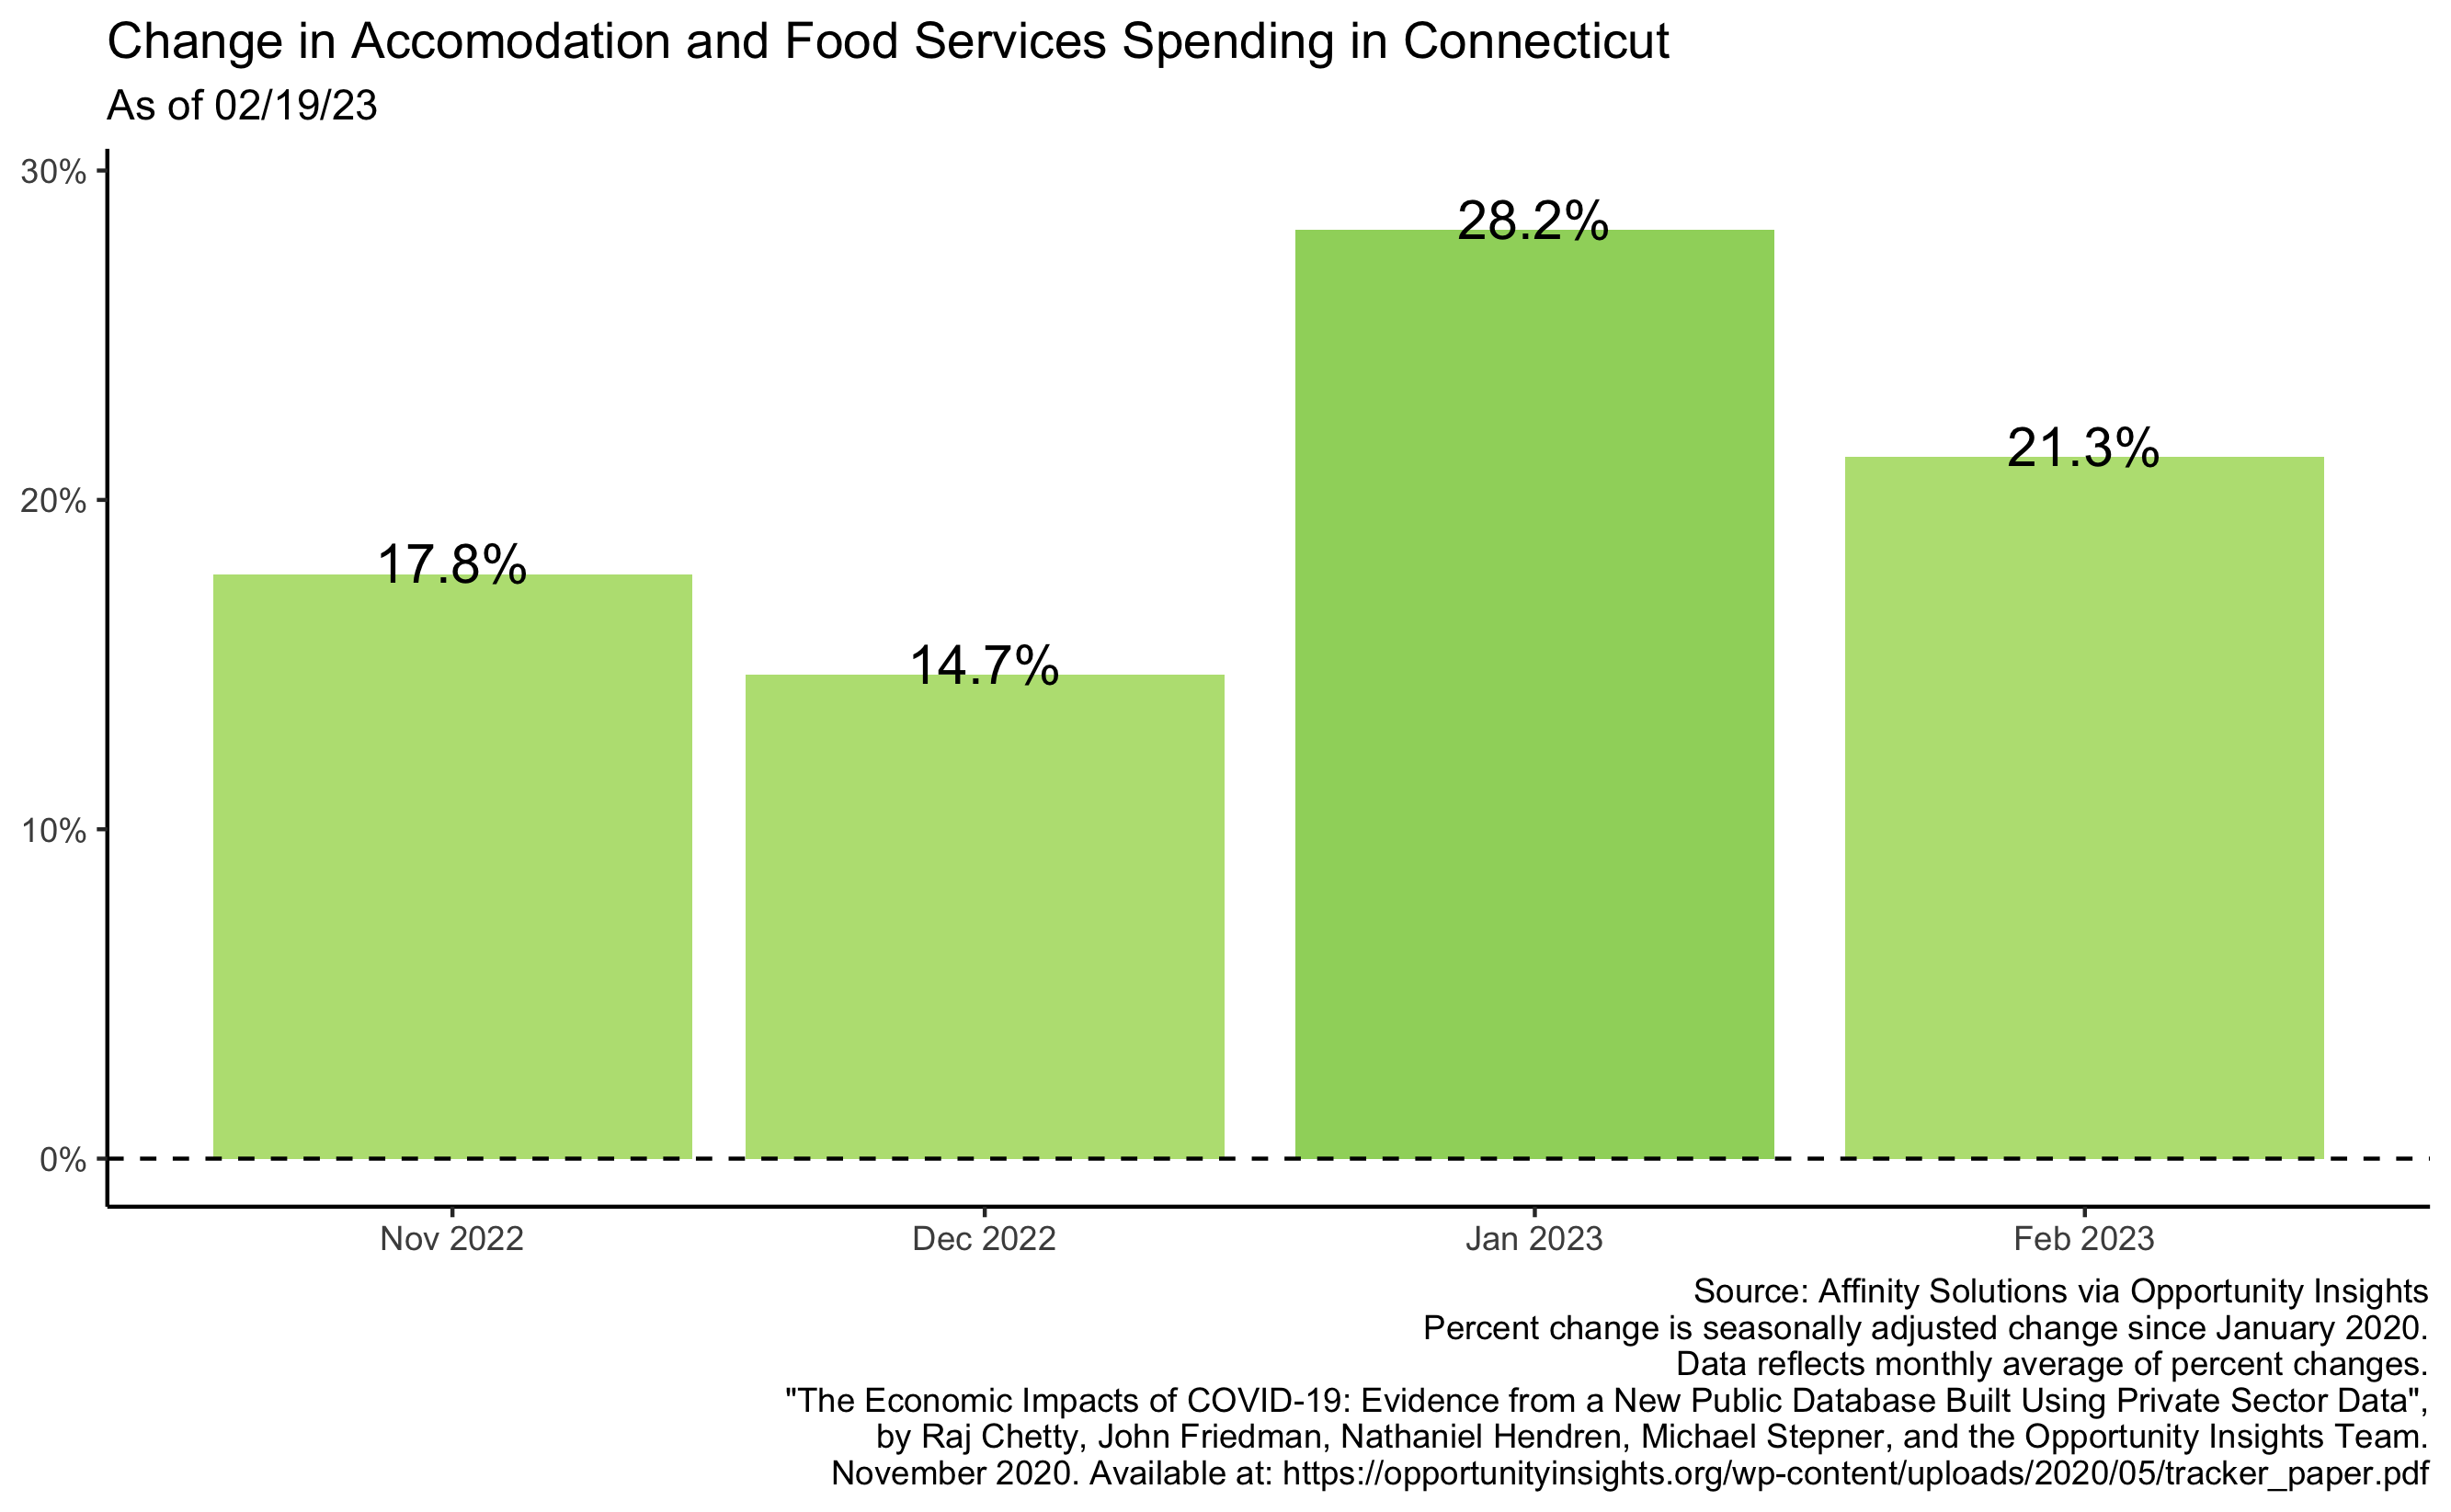 Change in Accomodation and Food Services Spending in Connecticut
As of 02/19/23
30%
20%
10%
0%
17.8%
14.7%
28.2%
21.3%
Nov 2022
Dec 2022
Jan 2023
Feb 2023
Source: Affinity Solutions via Opportunity Insights
Percent change is seasonally adjusted change since January 2020.
Data reflects monthly average of percent changes.
"The Economic Impacts of COVID-19: Evidence from a New Public Database Built Using Private Sector Data",
by Raj Chetty, John Friedman, Nathaniel Hendren, Michael Stepner, and the Opportunity Insights Team.
November 2020. Available at: https://opportunityinsights.org/wp-content/uploads/2020/05/tracker_paper.pdf